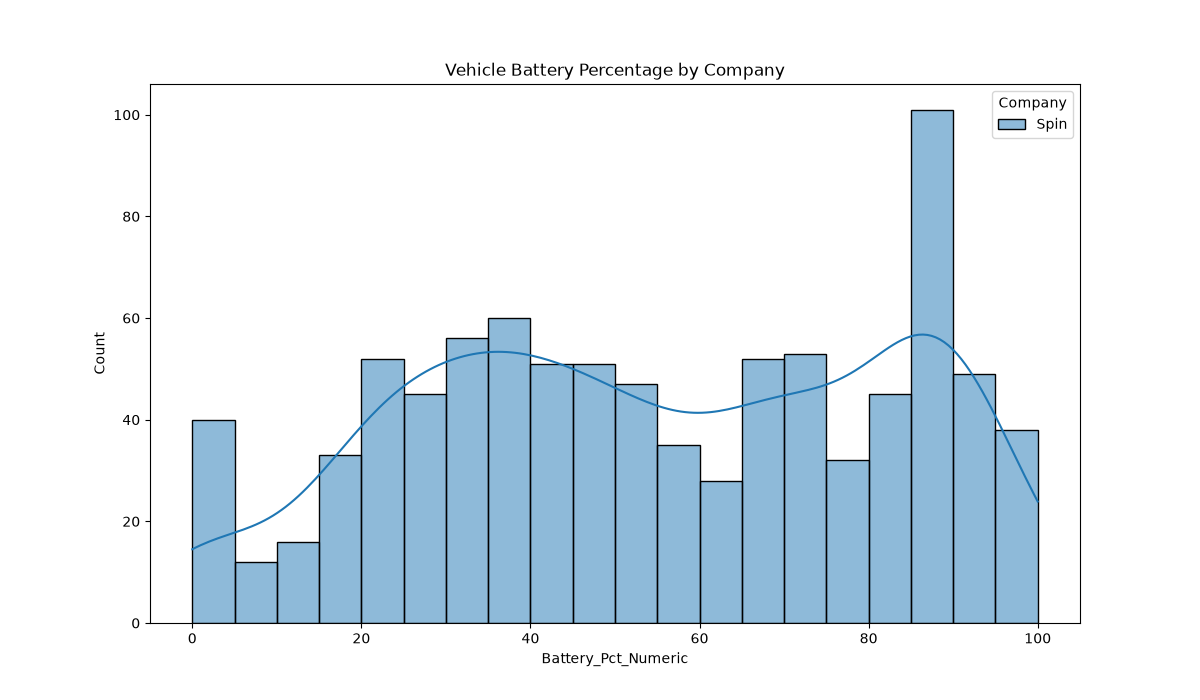 Vehicle Battery Percentage by Company
Company
Spin
100
80
60
40
20
0
Count
0 20 40 60 80 100
Battery_Pct_Numeric